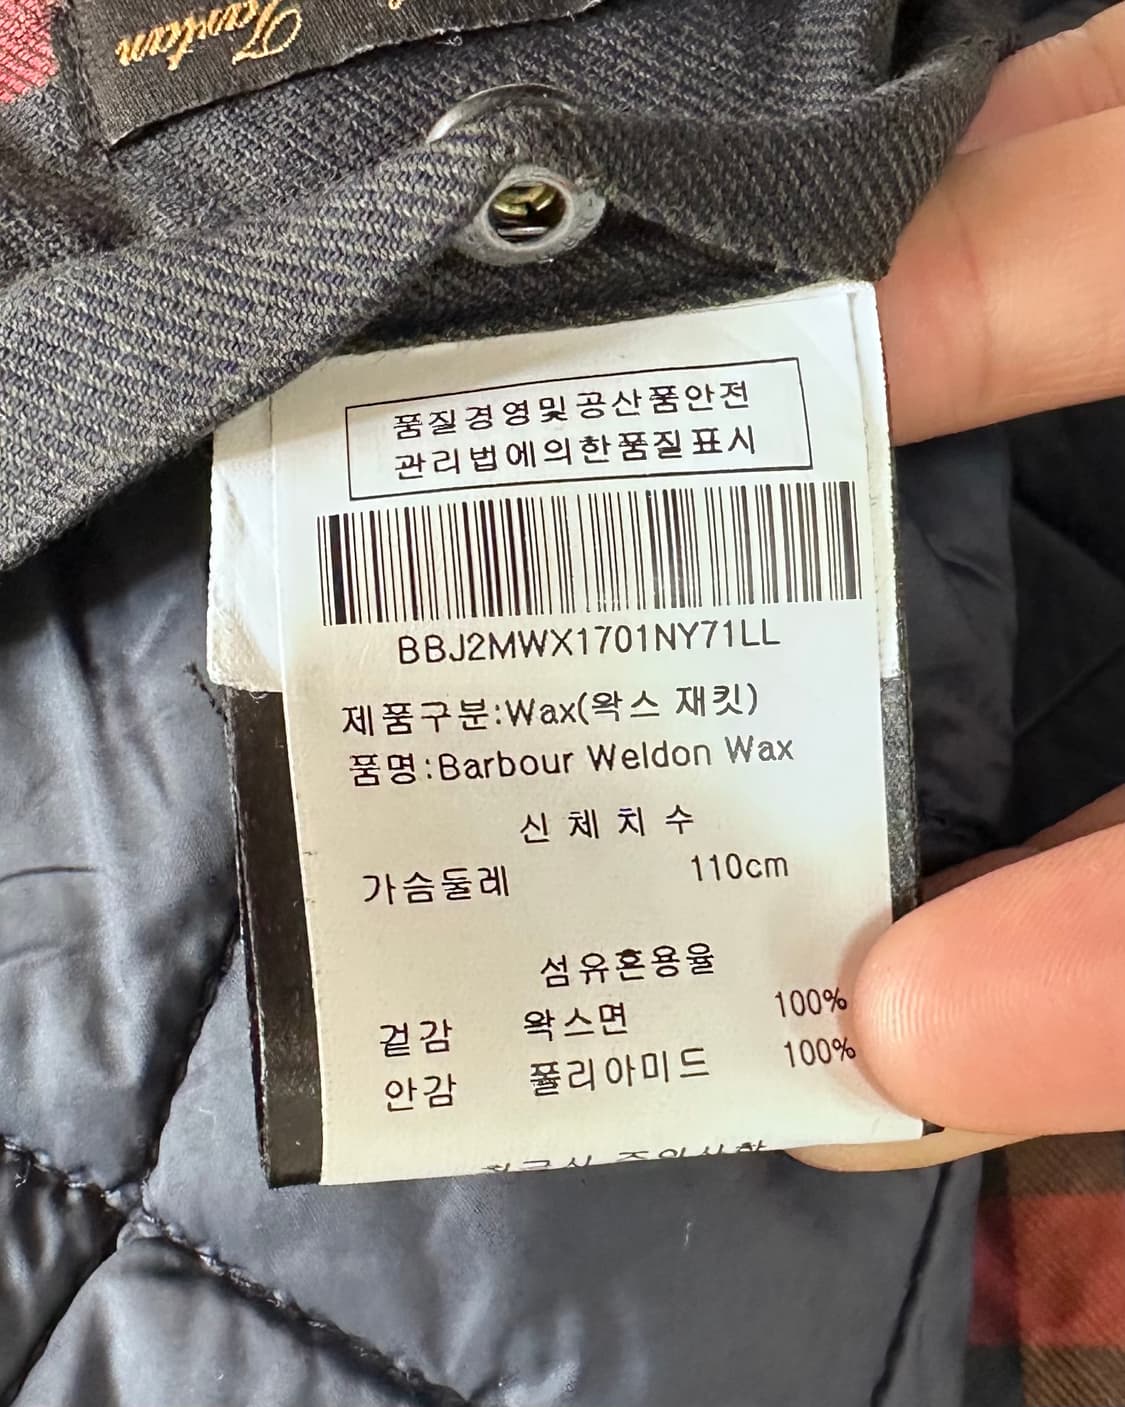 Tartan
품질경영및공산품안전
관리법에의한품질표시
BBJ2MWX1701NY71LL
제품구분:Wax(왁스 재킷)
품명:Barbour Weldon Wax
신체치수
가슴둘레 110cm
섬유혼용율
겉감 왁스면 100%
안감 폴리아미드 100%